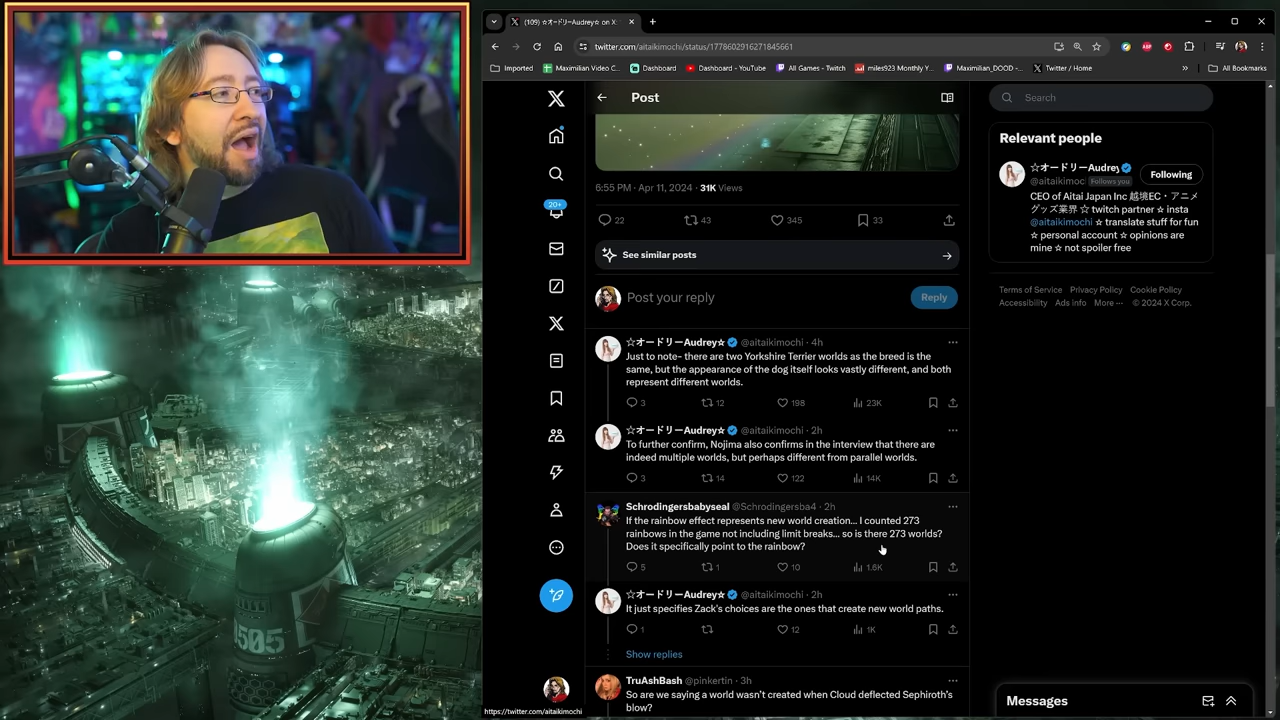 (109) ☆オードリーAudrey☆ on X:
twitter.com/aitaikimochi/status/1778602916271845661
Imported
Maximilian Video C...
Dashboard
Dashboard - YouTube
All Games - Twitch
miles923 Monthly Y...
Maximilian_DOOD -...
Twitter / Home
All Bookmarks
Post
Search
6:55 PM · Apr 11, 2024 · 31K Views
22 43 345 33
See similar posts
Post your reply
Reply
20+
Relevant people
☆オードリーAudrey
@aitaikimoc Follows you
Following
CEO of Aitai Japan Inc 越境EC・アニメ
グッズ業界 ☆ twitch partner ☆ insta
@aitaikimochi ☆ translate stuff for fun
☆ personal account ☆ opinions are
mine ☆ not spoiler free
Terms of Service Privacy Policy Cookie Policy
Accessibility Ads info More ··· © 2024 X Corp.
☆オードリーAudrey☆ @aitaikimochi · 4h
Just to note- there are two Yorkshire Terrier worlds as the breed is the
same, but the appearance of the dog itself looks vastly different, and both
represent different worlds.
3 12 198 23K
☆オードリーAudrey☆ @aitaikimochi · 2h
To further confirm, Nojima also confirms in the interview that there are
indeed multiple worlds, but perhaps different from parallel worlds.
3 14 122 14K
Schrodingersbabyseal @Schrodingersba4 · 2h
If the rainbow effect represents new world creation... I counted 273
rainbows in the game not including limit breaks... so is there 273 worlds?
Does it specifically point to the rainbow?
5 1 10 1.6K
☆オードリーAudrey☆ @aitaikimochi · 2h
It just specifies Zack's choices are the ones that create new world paths.
1 12 1K
Show replies
TruAshBash @pinkertin · 3h
So are we saying a world wasn't created when Cloud deflected Sephiroth's
blow?
Messages
https://twitter.com/aitaikimochi